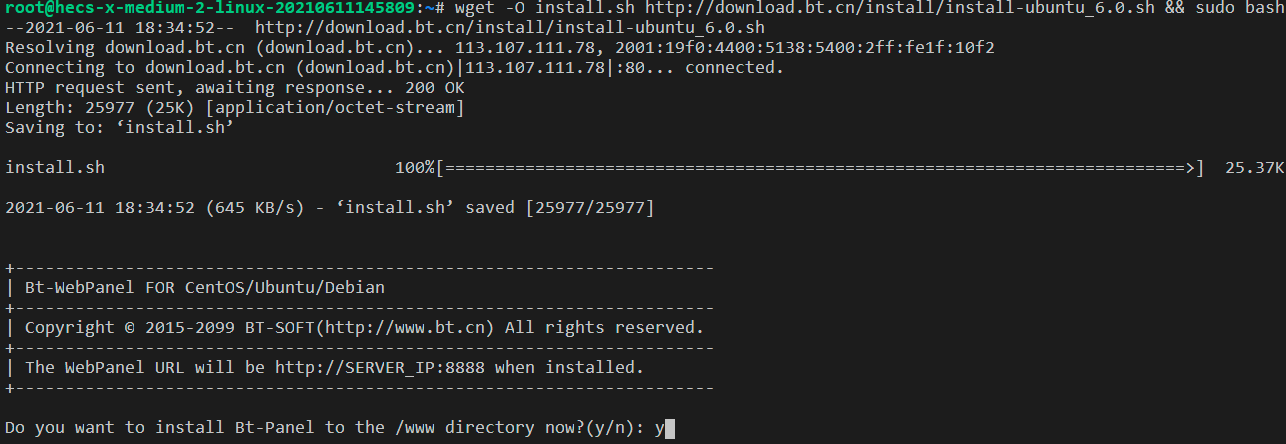 root@hecs-x-medium-2-linux-20210611145809:~# wget -O install.sh http://download.bt.cn/install/install-ubuntu_6.0.sh && sudo bash
--2021-06-11 18:34:52--  http://download.bt.cn/install/install-ubuntu_6.0.sh
Resolving download.bt.cn (download.bt.cn)... 113.107.111.78, 2001:19f0:4400:5138:5400:2ff:fe1f:10f2
Connecting to download.bt.cn (download.bt.cn)|113.107.111.78|:80... connected.
HTTP request sent, awaiting response... 200 OK
Length: 25977 (25K) [application/octet-stream]
Saving to: ‘install.sh’
install.sh 100%[==========================================================================>] 25.37K
2021-06-11 18:34:52 (645 KB/s) - ‘install.sh’ saved [25977/25977]
+----------------------------------------------------------------------
| Bt-WebPanel FOR CentOS/Ubuntu/Debian
+----------------------------------------------------------------------
| Copyright © 2015-2099 BT-SOFT(http://www.bt.cn) All rights reserved.
+----------------------------------------------------------------------
| The WebPanel URL will be http://SERVER_IP:8888 when installed.
+----------------------------------------------------------------------
Do you want to install Bt-Panel to the /www directory now?(y/n): y